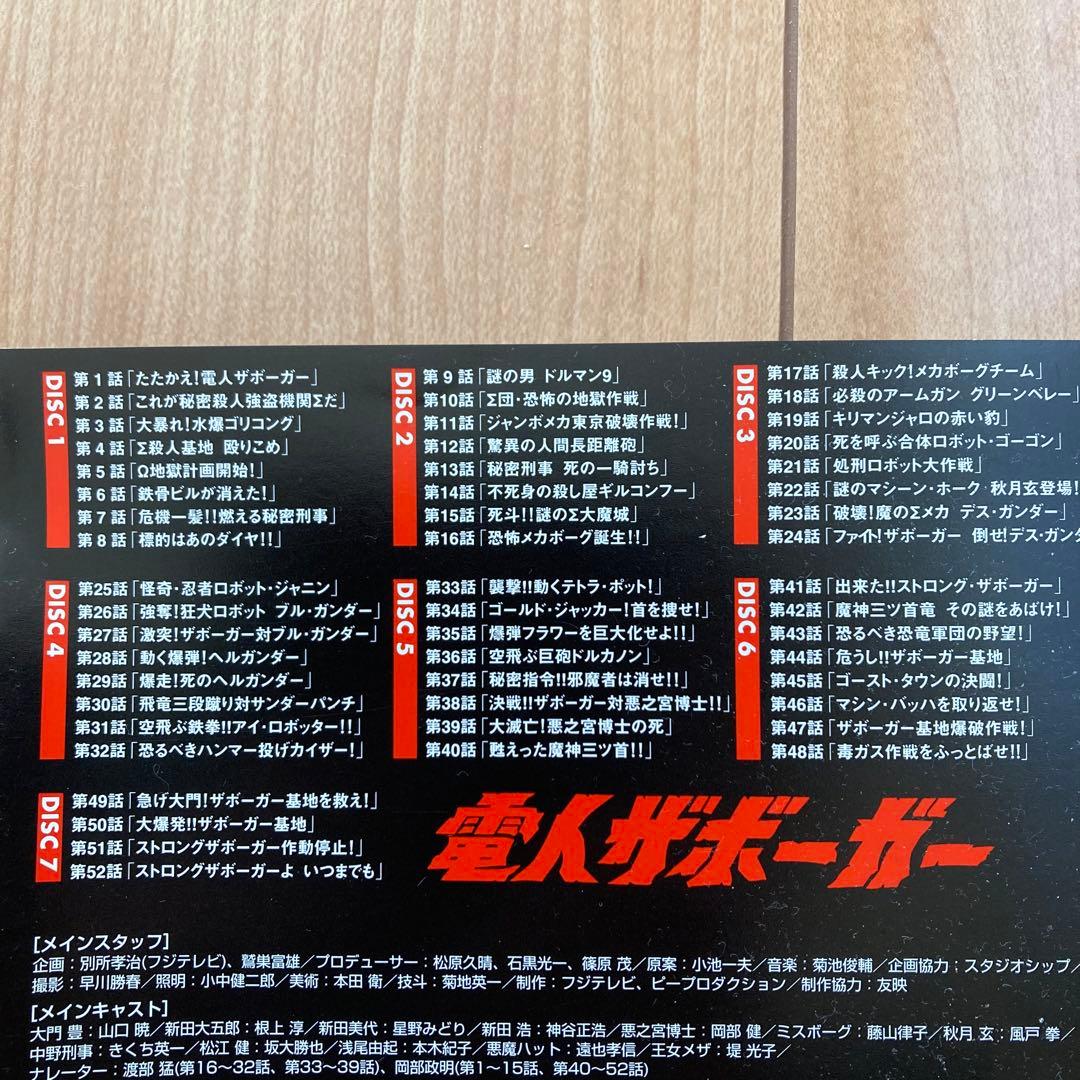 DISC 1
第1話「たたかえ!電人ザボーガー」
第2話「これが秘密殺人強盗機関Σだ」
第3話「大暴れ!水爆ゴリコング」
第4話「Σ殺人基地 殴りこめ」
第5話「Ω地獄計画開始!」
第6話「鉄骨ビルが消えた!」
第7話「危機一髪!!燃える秘密刑事」
第8話「標的はあのダイヤ!!」
DISC 2
第9話「謎の男 ドルマン9」
第10話「Σ団・恐怖の地獄作戦」
第11話「ジャンボメカ東京破壊作戦!」
第12話「驚異の人間長距離砲」
第13話「秘密刑事 死の一騎討ち」
第14話「不死身の殺し屋ギルコンフー」
第15話「死斗!!謎のΣ大魔城」
第16話「恐怖メカボーグ誕生!!」
DISC 3
第17話「殺人キック!メカボーグチーム」
第18話「必殺のアームガン グリーンベレー」
第19話「キリマンジャロの赤い豹」
第20話「死を呼ぶ合体ロボット・ゴーゴン」
第21話「処刑ロボット大作戦」
第22話「謎のマシーン・ホーク 秋月玄登場!
第23話「破壊!魔のΣメカ デス・ガンダー」
第24話「ファイト!ザボーガー 倒せ!デス・ガンダ
DISC 4
第25話「怪奇・忍者ロボット・ジャニン」
第26話「強奪!狂犬ロボット ブル・ガンダー」
第27話「激突!ザボーガー対ブル・ガンダー」
第28話「動く爆弾!ヘルガンダー」
第29話「爆走!死のヘルガンダー」
第30話「飛竜三段蹴り対サンダーパンチ」
第31話「空飛ぶ鉄拳!!アイ・ロボッター!!」
第32話「恐るべきハンマー投げカイザー!」
DISC 5
第33話「襲撃!!動くテトラ・ポット!」
第34話「ゴールド・ジャッカー!首を捜せ!」
第35話「爆弾フラワーを巨大化せよ!!」
第36話「空飛ぶ巨砲ドルカノン」
第37話「秘密指令!!邪魔者は消せ!!」
第38話「決戦!!ザボーガー対悪之宮博士!!」
第39話「大滅亡!悪之宮博士の死」
第40話「甦えった魔神三ツ首!!」
DISC 6
第41話「出来た!!ストロング・ザボーガー」
第42話「魔神三ツ首竜 その謎をあばけ!」
第43話「恐るべき恐竜軍団の野望!」
第44話「危うし!!ザボーガー基地」
第45話「ゴースト・タウンの決闘!」
第46話「マシン・バッハを取り返せ!」
第47話「ザボーガー基地爆破作戦!」
第48話「毒ガス作戦をふっとばせ!!」
DISC 7
第49話「急げ大門!ザボーガー基地を救え!」
第50話「大爆発!!ザボーガー基地」
第51話「ストロングザボーガー作動停止!」
第52話「ストロングザボーガーよ いつまでも」
電人ザボーガー
[メインスタッフ]
企画:別所孝治(フジテレビ)、鷺巣富雄/プロデューサー:松原久晴、石黒光一、篠原 茂/原案:小池一夫/音楽:菊池俊輔/企画協力:スタジオシップ/
撮影:早川勝春/照明:小中健二郎/美術:本田 衛/技斗:菊地英一/制作:フジテレビ、ピープロダクション/制作協力:友映
[メインキャスト]
大門 豊:山口 暁/新田大五郎:根上 淳/新田美代:星野みどり/新田 浩:神谷正浩/悪之宮博士:岡部 健/ミスボーグ:藤山律子/秋月 玄:風戸 拳/
中野刑事:きくち英一/松江 健:坂大勝也/浅尾由起:本木紀子/悪魔ハット:遠也孝信/王女メザ:堤 光子/
ナレーター:渡部 猛(第16〜32話、第33〜39話)、岡部政明(第1〜15話、第40〜52話)